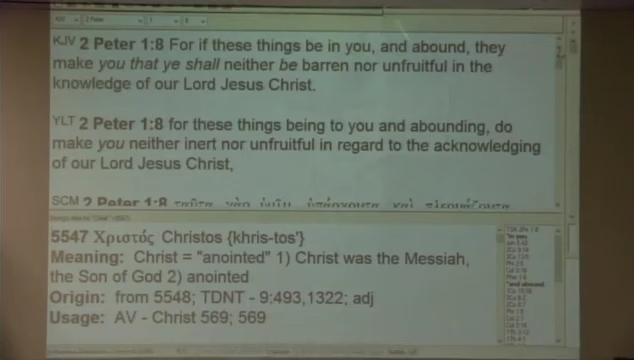 KJV 2 Peter 1:8 For if these things be in you, and abound, they
make you that ye shall neither be barren nor unfruitful in the
knowledge of our Lord Jesus Christ.
YLT 2 Peter 1:8 for these things being to you and abounding, do
make you neither inert nor unfruitful in regard to the acknowledging
of our Lord Jesus Christ,
SCM 2 Peter 1:8
5547 Χριστός Christos {khris-tos'}
Meaning: Christ = "anointed" 1) Christ was the Messiah,
the Son of God 2) anointed
Origin: from 5548; TDNT - 9:493,1322; adj
Usage: AV - Christ 569; 569